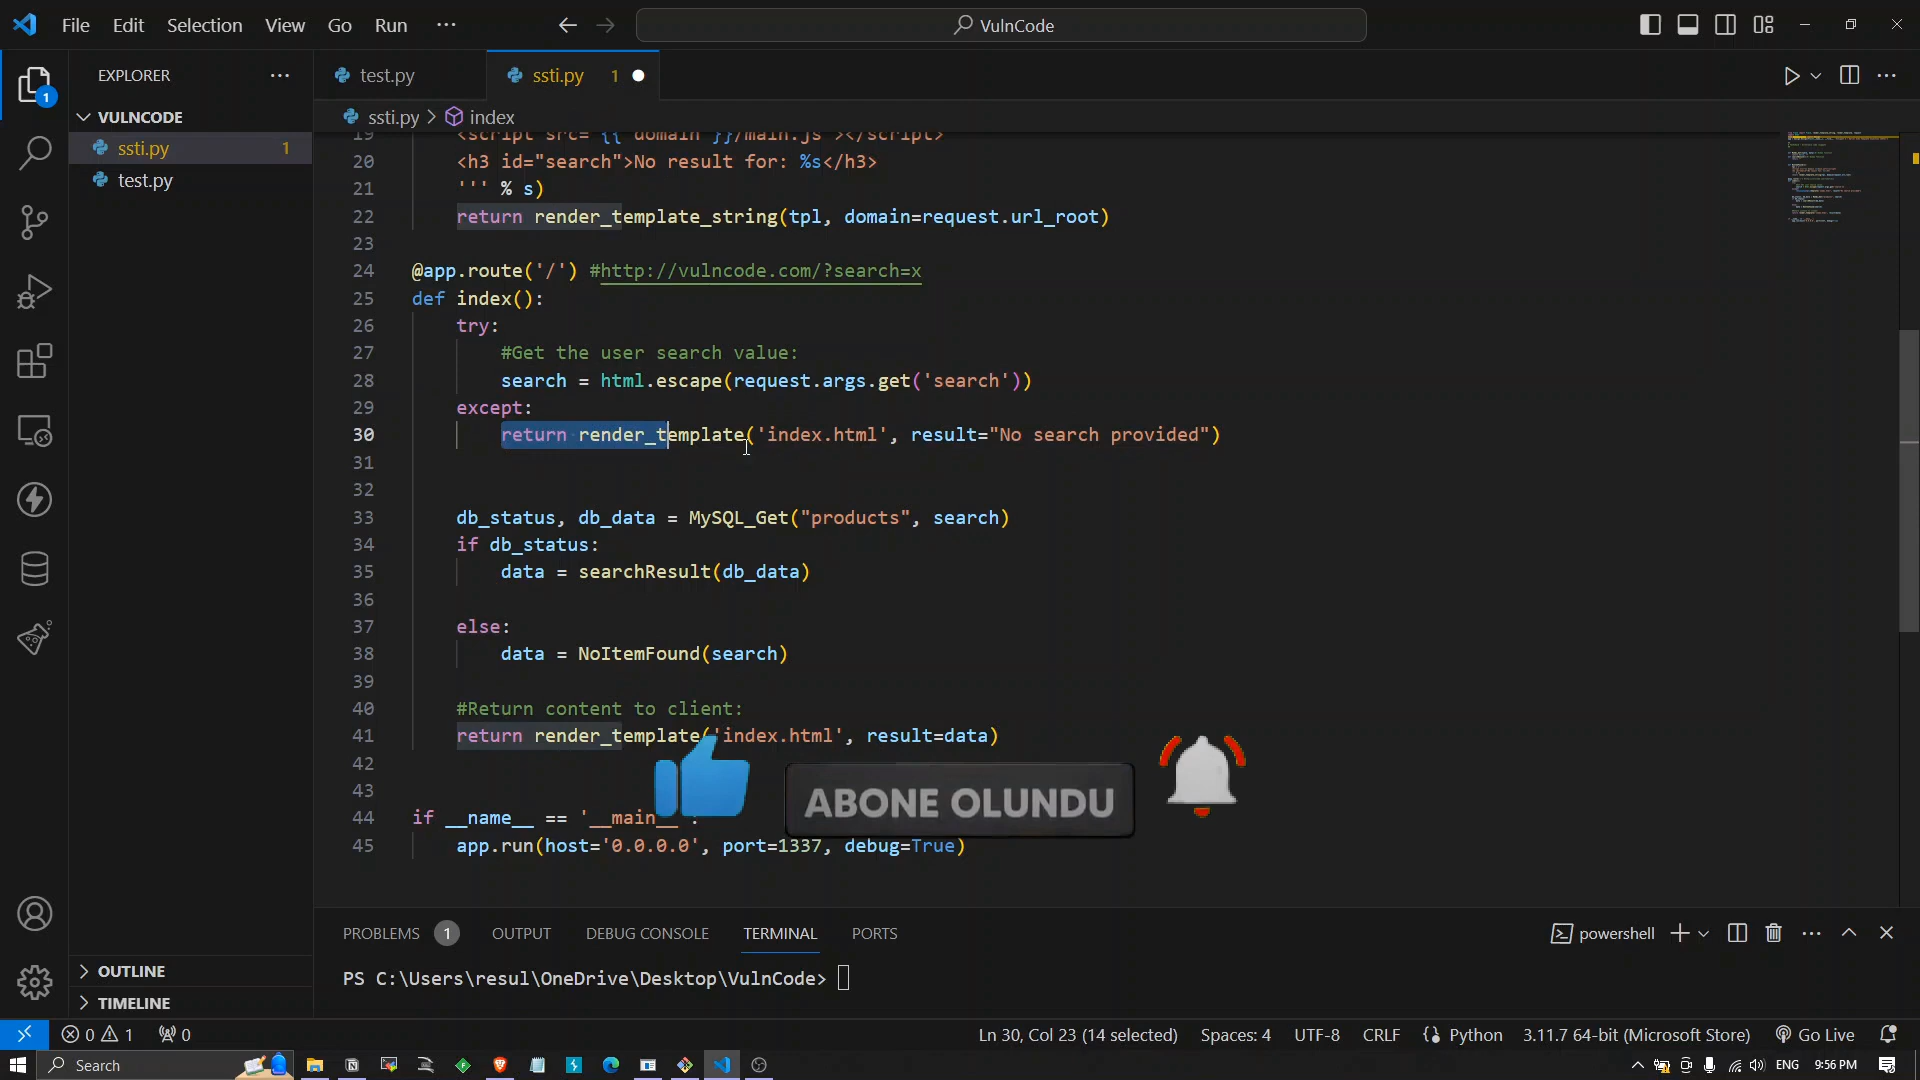 File Edit Selection View Go Run ··· VulnCode
EXPLORER ···
VULNCODE
ssti.py 1
test.py
OUTLINE
TIMELINE
test.py ssti.py 1
ssti.py > index
19 <script src="{{ domain }}/main.js"></script>
20 <h3 id="search">No result for: %s</h3>
21 ''' % s)
22 return render_template_string(tpl, domain=request.url_root)
23
24 @app.route('/') #http://vulncode.com/?search=x
25 def index():
26 try:
27 #Get the user search value:
28 search = html.escape(request.args.get('search'))
29 except:
30 return render_template('index.html', result="No search provided")
31
32
33 db_status, db_data = MySQL_Get("products", search)
34 if db_status:
35 data = searchResult(db_data)
36
37 else:
38 data = NoItemFound(search)
39
40 #Return content to client:
41 return render_template('index.html', result=data)
42
43
44 if __name__ == '__main__':
45 app.run(host='0.0.0.0', port=1337, debug=True)
ABONE OLUNDU
PROBLEMS 1 OUTPUT DEBUG CONSOLE TERMINAL PORTS powershell
PS C:\Users\resul\OneDrive\Desktop\VulnCode>
0 1 0 Ln 30, Col 23 (14 selected) Spaces: 4 UTF-8 CRLF Python 3.11.7 64-bit (Microsoft Store) Go Live
Search ENG 9:56 PM